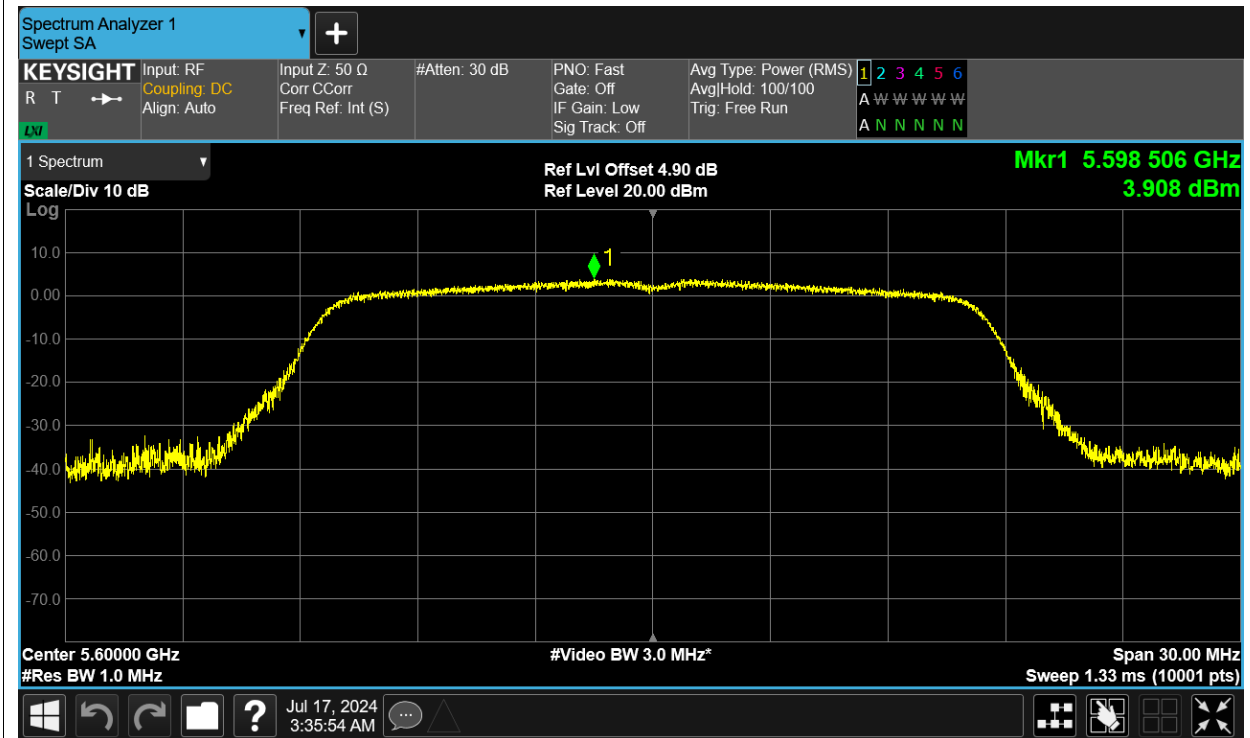 Spectrum Analyzer 1
Swept SA
+
KEYSIGHT
R T
LXI
Input: RF
Coupling: DC
Align: Auto
Input Z: 50 Ω
Corr CCorr
Freq Ref: Int (S)
#Atten: 30 dB
PNO: Fast
Gate: Off
IF Gain: Low
Sig Track: Off
Avg Type: Power (RMS)
Avg|Hold: 100/100
Trig: Free Run
1 2 3 4 5 6
A W W W W W
A N N N N N
1 Spectrum
Scale/Div 10 dB
Log
Ref Lvl Offset 4.90 dB
Ref Level 20.00 dBm
Mkr1 5.598 506 GHz
3.908 dBm
1
10.0
0.00
-10.0
-20.0
-30.0
-40.0
-50.0
-60.0
-70.0
Center 5.60000 GHz
#Res BW 1.0 MHz
#Video BW 3.0 MHz*
Span 30.00 MHz
Sweep 1.33 ms (10001 pts)
?
Jul 17, 2024
3:35:54 AM